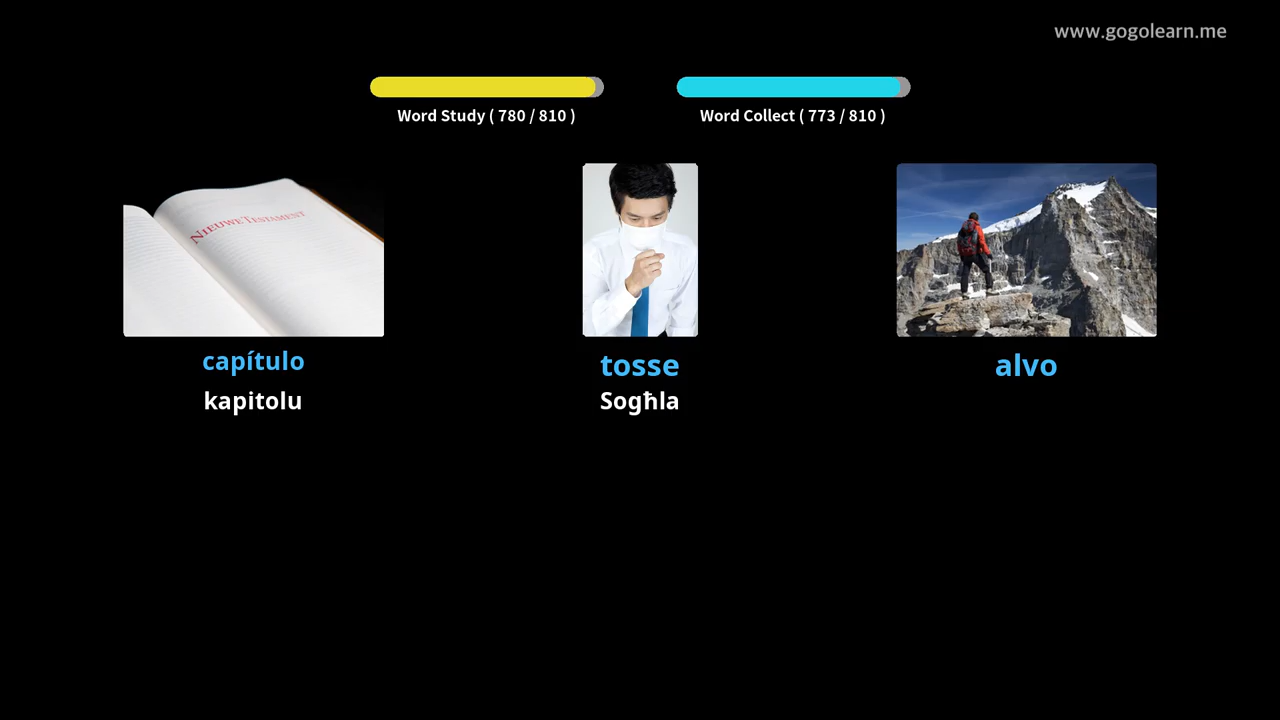 www.gogolearn.me
Word Study ( 780 / 810 )
Word Collect ( 773 / 810 )
NIEUWE TESTAMENT
capítulo
tosse
alvo
kapitolu
Sogħla